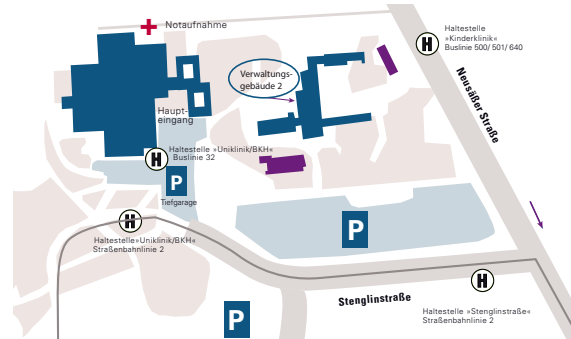 Notaufnahme
Haltestelle
»Kinderklinik«
Buslinie 500/ 501/ 640
Verwaltungs-
gebäude 2
Neusäßer Straße
Haupt-
eingang
Haltestelle »Uniklinik/BKH«
Buslinie 32
P
Tiefgarage
H
H
H
H
P
Haltestelle»Uniklinik/BKH«
Straßenbahnlinie 2
Stenglinstraße
Haltestelle »Stenglinstraße«
Straßenbahnlinie 2
P